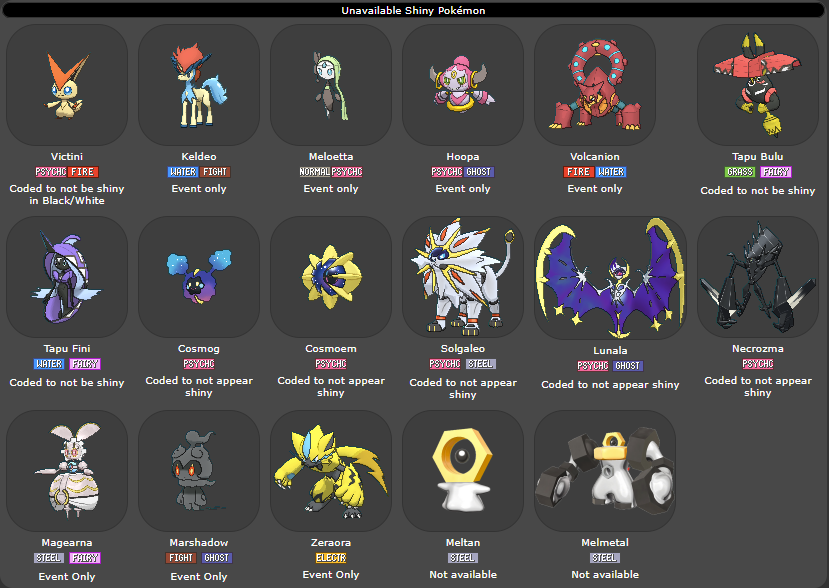 Unavailable Shiny Pokémon
Victini
PSYCHC FIRE
Coded to not be shiny
in Black/White
Keldeo
WATER FIGHT
Event only
Meloetta
NORMAL PSYCHC
Event only
Hoopa
PSYCHC GHOST
Event only
Volcanion
FIRE WATER
Event only
Tapu Bulu
GRASS FAIRY
Coded to not be shiny
Tapu Fini
WATER FAIRY
Coded to not be shiny
Cosmog
PSYCHC
Coded to not appear
shiny
Cosmoem
PSYCHC
Coded to not appear
shiny
Solgaleo
PSYCHC STEEL
Coded to not appear
shiny
Lunala
PSYCHC GHOST
Coded to not appear shiny
Necrozma
PSYCHC
Coded to not appear
shiny
Magearna
STEEL FAIRY
Event Only
Marshadow
FIGHT GHOST
Event Only
Zeraora
ELECTR
Event Only
Meltan
STEEL
Not available
Melmetal
STEEL
Not available